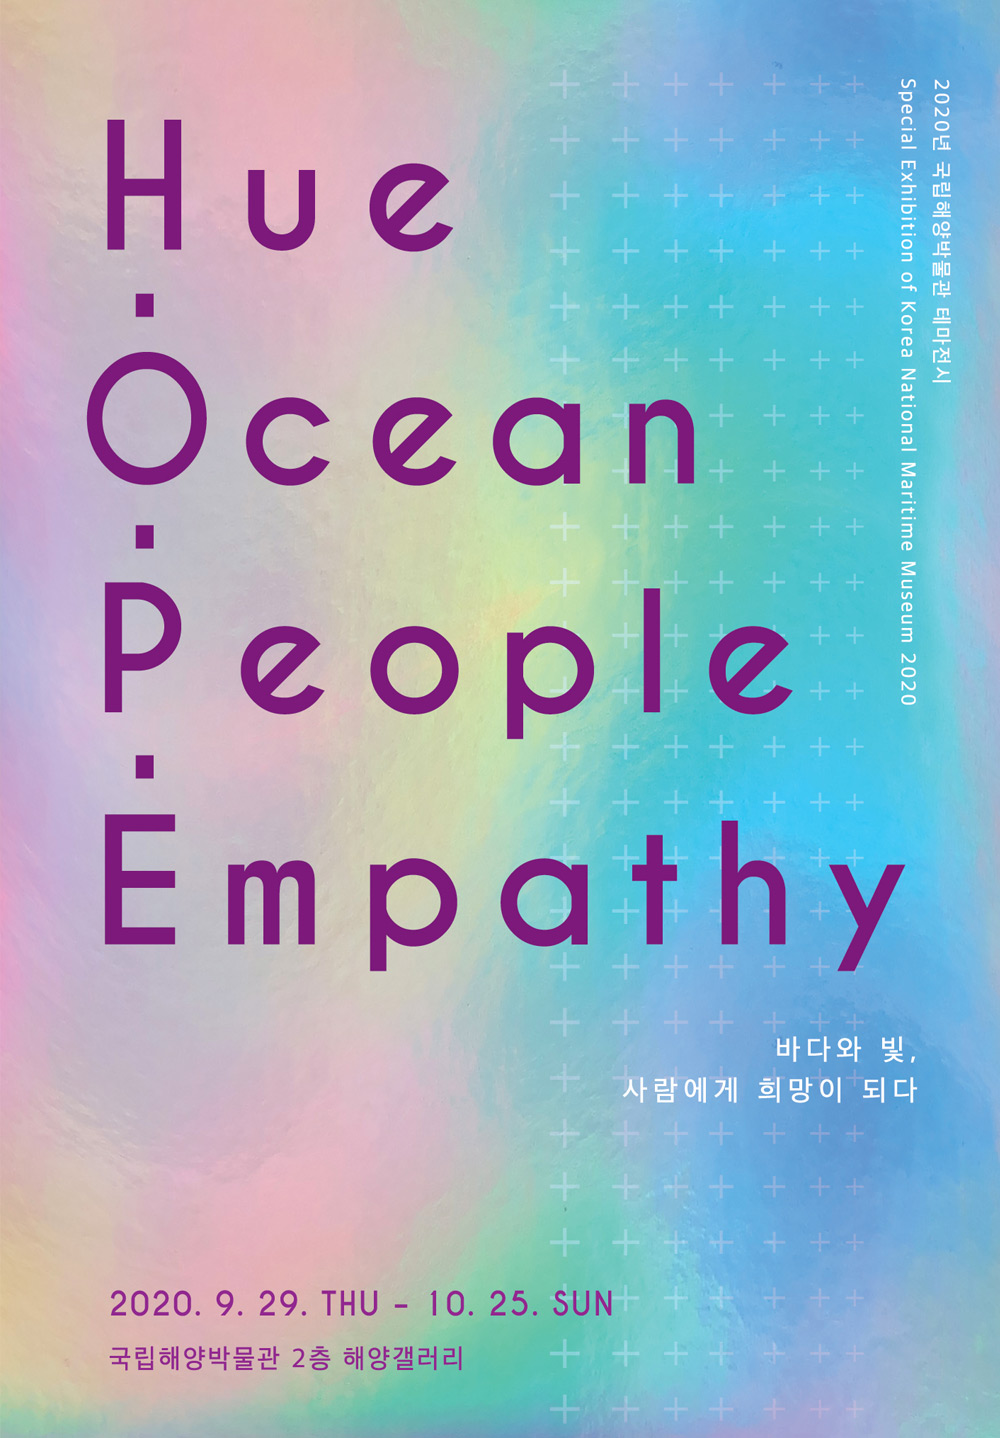 Hue
Ocean
People
Empathy
2020년 국립해양박물관 테마전시
Special Exhibition of Korea National Maritime Museum 2020
바다와 빛,
사람에게 희망이 되다
2020. 9. 29. THU – 10. 25. SUN
국립해양박물관 2층 해양갤러리